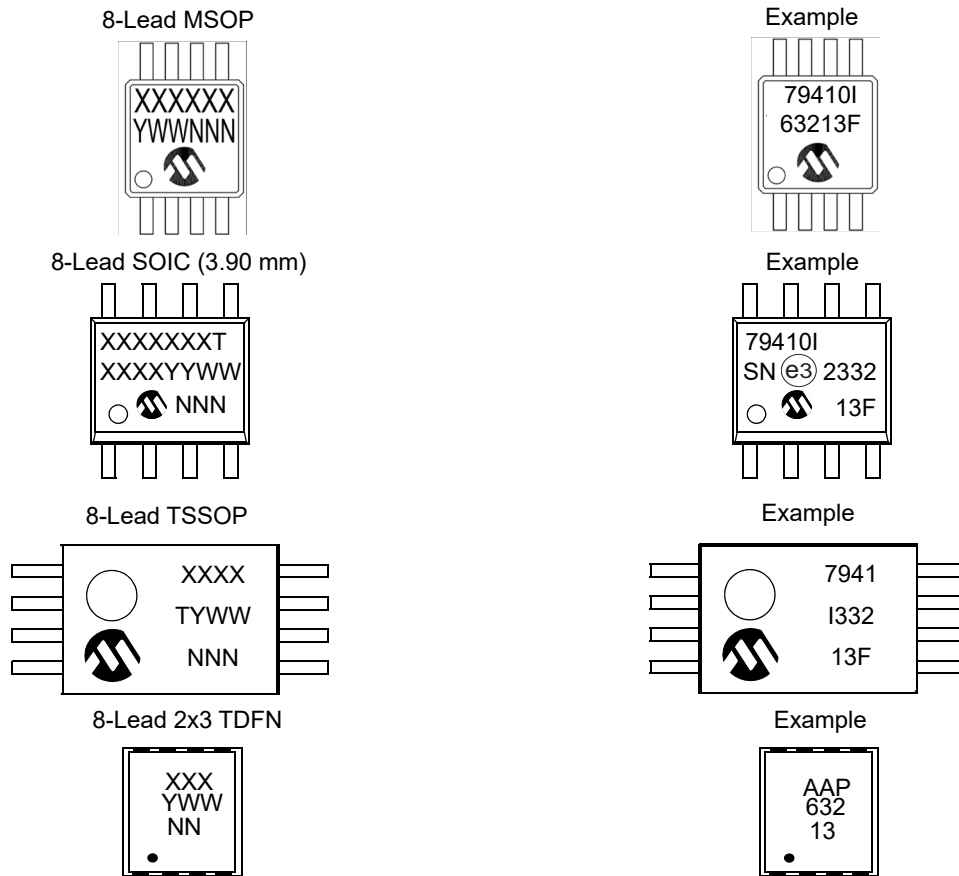 8-Lead MSOP
Example
XXXXXX
YWWNNN
79410I
63213F
8-Lead SOIC (3.90 mm)
Example
XXXXXXXT
XXXXYYWW
NNN
79410I
SN e3 2332
13F
8-Lead TSSOP
Example
XXXX
TYWW
NNN
7941
I332
13F
8-Lead 2x3 TDFN
Example
XXX
YWW
NN
AAP
632
13